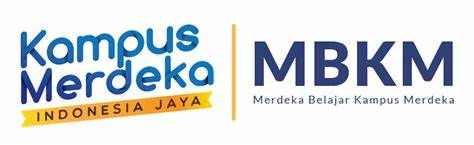 Kampus
Merdeka
INDONESIA JAYA
MBKM
Merdeka Belajar Kampus Merdeka